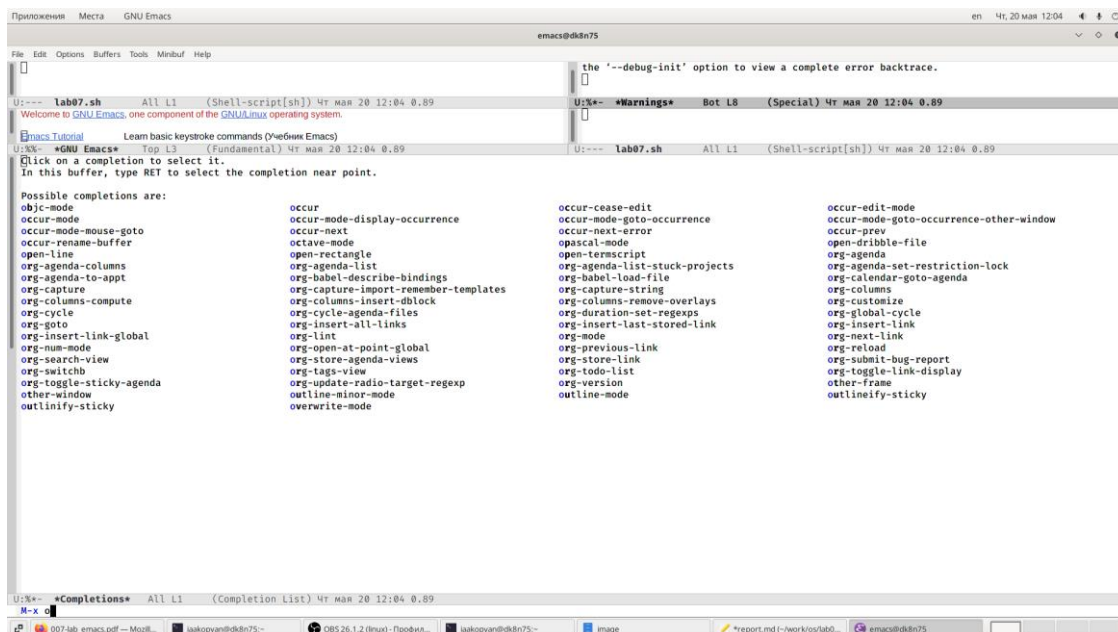 Приложения Места GNU Emacs en Чт, 20 мая 12:04
emacs@dk8n75
File Edit Options Buffers Tools Minibuf Help
the '--debug-init' option to view a complete error backtrace.
U:--- lab07.sh All L1 (Shell-script[sh]) Чт мая 20 12:04 0.89
U:%*- *Warnings* Bot L8 (Special) Чт мая 20 12:04 0.89
Welcome to GNU Emacs, one component of the GNU/Linux operating system.
Emacs Tutorial Learn basic keystroke commands (Учебник Emacs)
U:%%- *GNU Emacs* Top L3 (Fundamental) Чт мая 20 12:04 0.89
U:--- lab07.sh All L1 (Shell-script[sh]) Чт мая 20 12:04 0.89
Click on a completion to select it.
In this buffer, type RET to select the completion near point.
Possible completions are:
objc-mode occur occur-cease-edit occur-edit-mode
occur-mode occur-mode-display-occurrence occur-mode-goto-occurrence occur-mode-goto-occurrence-other-window
occur-mode-mouse-goto occur-next occur-next-error occur-prev
occur-rename-buffer octave-mode opascal-mode open-dribble-file
open-line open-rectangle open-termscript org-agenda
org-agenda-columns org-agenda-list org-agenda-list-stuck-projects org-agenda-set-restriction-lock
org-agenda-to-appt org-babel-describe-bindings org-babel-load-file org-calendar-goto-agenda
org-capture org-capture-import-remember-templates org-capture-string org-columns
org-columns-compute org-columns-insert-dblock org-columns-remove-overlays org-customize
org-cycle org-cycle-agenda-files org-duration-set-regexps org-global-cycle
org-goto org-insert-all-links org-insert-last-stored-link org-insert-link
org-insert-link-global org-lint org-mode org-next-link
org-num-mode org-open-at-point-global org-previous-link org-reload
org-search-view org-store-agenda-views org-store-link org-submit-bug-report
org-switchb org-tags-view org-todo-list org-toggle-link-display
org-toggle-sticky-agenda org-update-radio-target-regexp org-version other-frame
other-window outline-minor-mode outline-mode outlineify-sticky
outlinify-sticky overwrite-mode
U:%*- *Completions* All L1 (Completion List) Чт мая 20 12:04 0.89
M-x o
007-lab_emacs.pdf — Mozill... iaakopyan@dk8n75:~ OBS 26.1.2 (linux) - Профил... iaakopyan@dk8n75:~ image *report.md (~/work/os/lab0... emacs@dk8n75